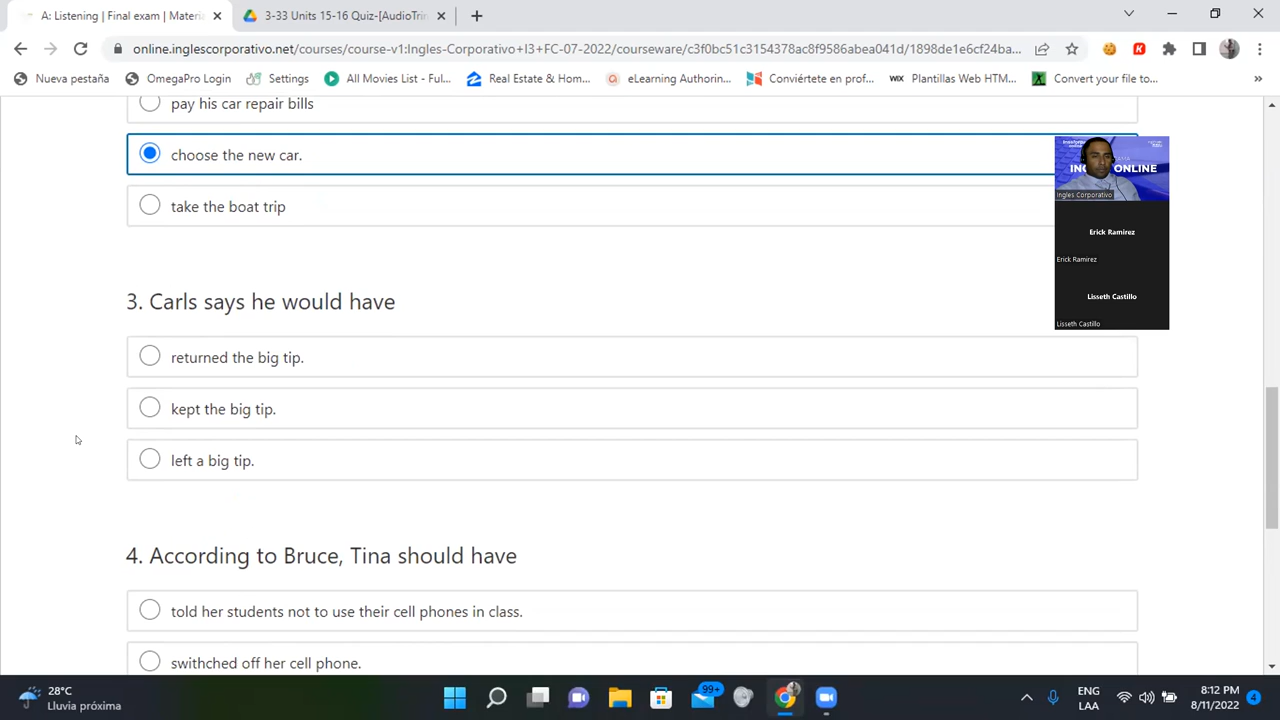 A: Listening | Final exam | Materi
3-33 Units 15-16 Quiz-[AudioTrin
online.inglescorporativo.net/courses/course-v1:Ingles-Corporativo+I3+FC-07-2022/courseware/c3f0bc51c3154378ac8f9586abea041d/1898de1e6cf24ba...
Nueva pestaña
OmegaPro Login
Settings
All Movies List - Ful...
Real Estate & Hom...
eLearning Authorin...
Conviértete en prof...
WIX Plantillas Web HTM...
Convert your file to...
»
pay his car repair bills
choose the new car.
take the boat trip
ONLINE
Ingles Corporativo
Erick Ramirez
Erick Ramirez
Lisseth Castillo
Lisseth Castillo
3. Carls says he would have
returned the big tip.
kept the big tip.
left a big tip.
4. According to Bruce, Tina should have
told her students not to use their cell phones in class.
swithched off her cell phone.
28°C
Lluvia próxima
99+
ENG
LAA
8:12 PM
8/11/2022
4